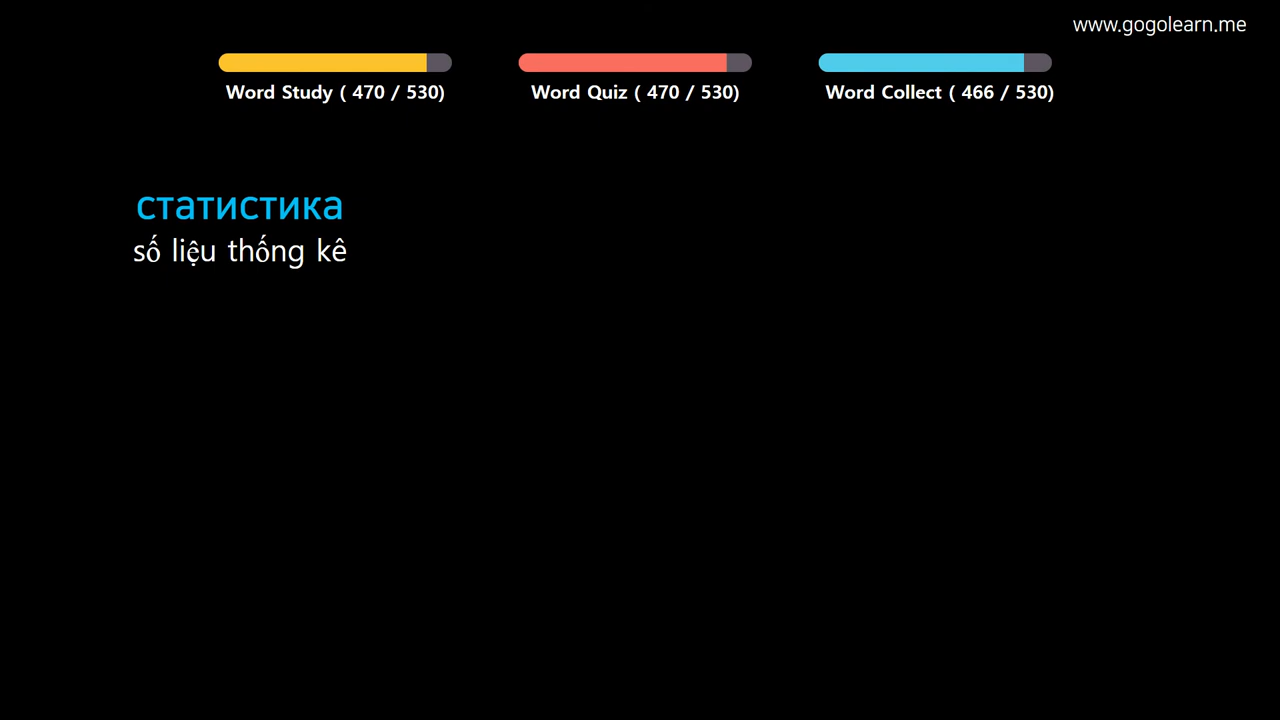 www.gogolearn.me
Word Study ( 470 / 530)
Word Quiz ( 470 / 530)
Word Collect ( 466 / 530)
статистика
số liệu thống kê